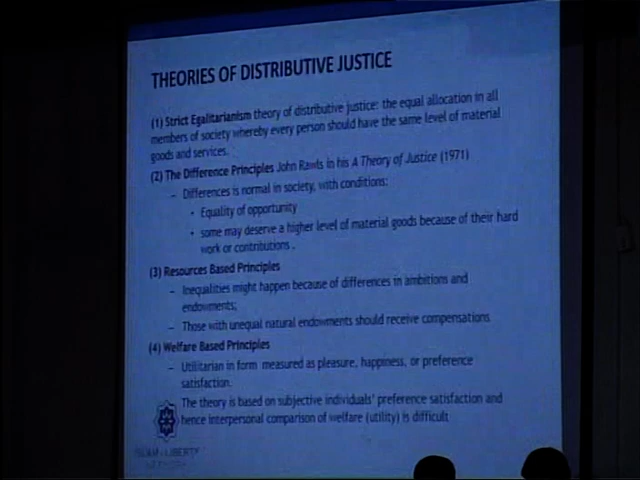 THEORIES OF DISTRIBUTIVE JUSTICE
(1) Strict Egalitarianism theory of distributive justice: the equal allocation in all
members of society whereby every person should have the same level of material
goods and services.
(2) The Difference Principles John Rawls in his A Theory of Justice (1971)
– Differences is normal in society, with conditions:
• Equality of opportunity
• some may deserve a higher level of material goods because of their hard
work or contributions .
(3) Resources Based Principles
– Inequalities might happen because of differences in ambitions and
endowments;
– Those with unequal natural endowments should receive compensations
(4) Welfare Based Principles
– Utilitarian in form measured as pleasure, happiness, or preference
satisfaction.
The theory is based on subjective individuals' preference satisfaction and
hence interpersonal comparison of welfare (utility) is difficult
ISLAM & LIBERTY